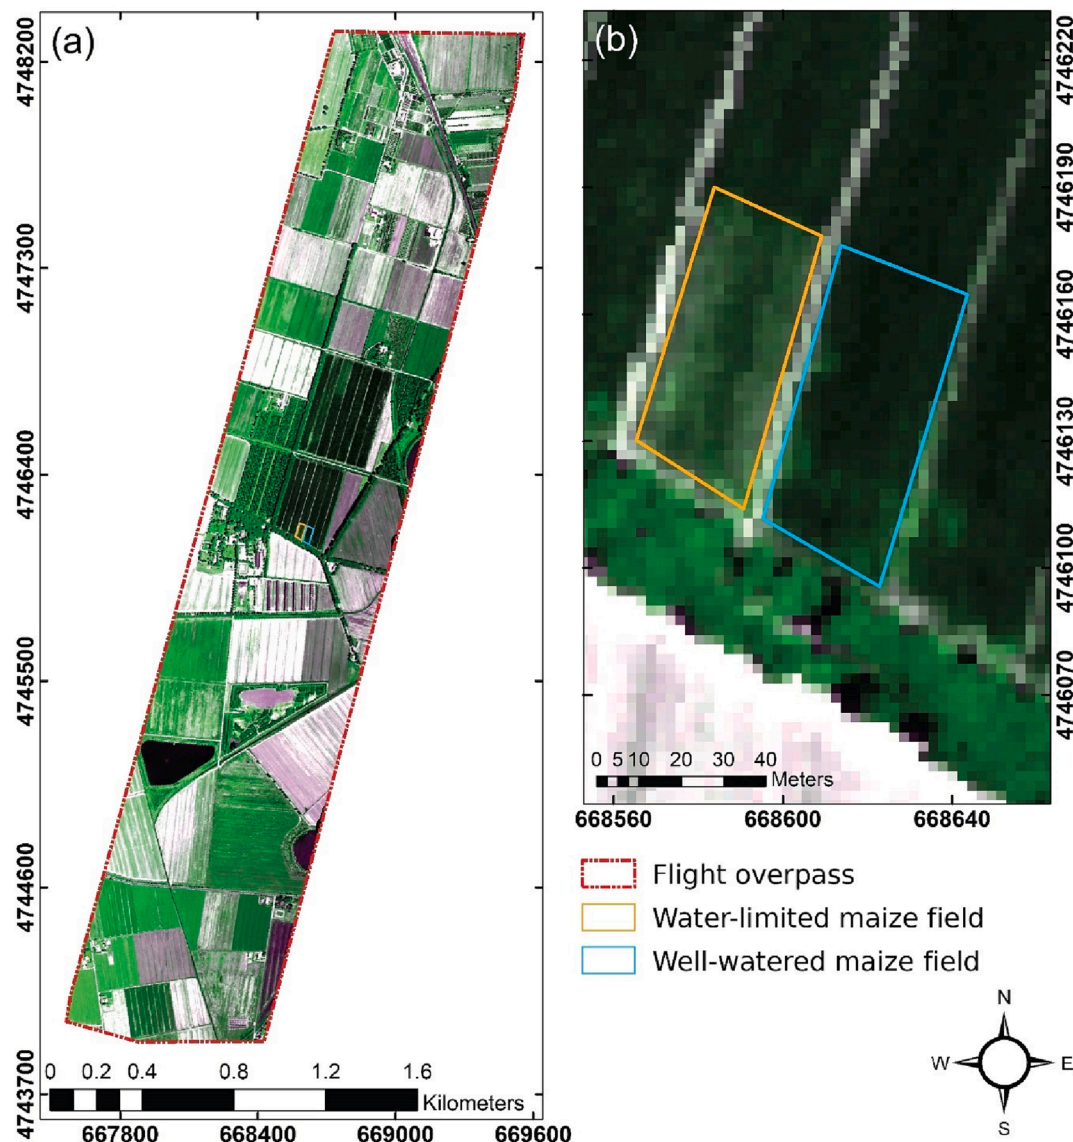 (a)
4748200
4747300
4746400
4745500
4744600
4743700
0 0.2 0.4 0.8 1.2 1.6
Kilometers
667800 668400 669000 669600
(b)
4746220
4746190
4746160
4746130
4746100
4746070
0 5 10 20 30 40
Meters
668560 668600 668640
Flight overpass
Water-limited maize field
Well-watered maize field
N
W E
S